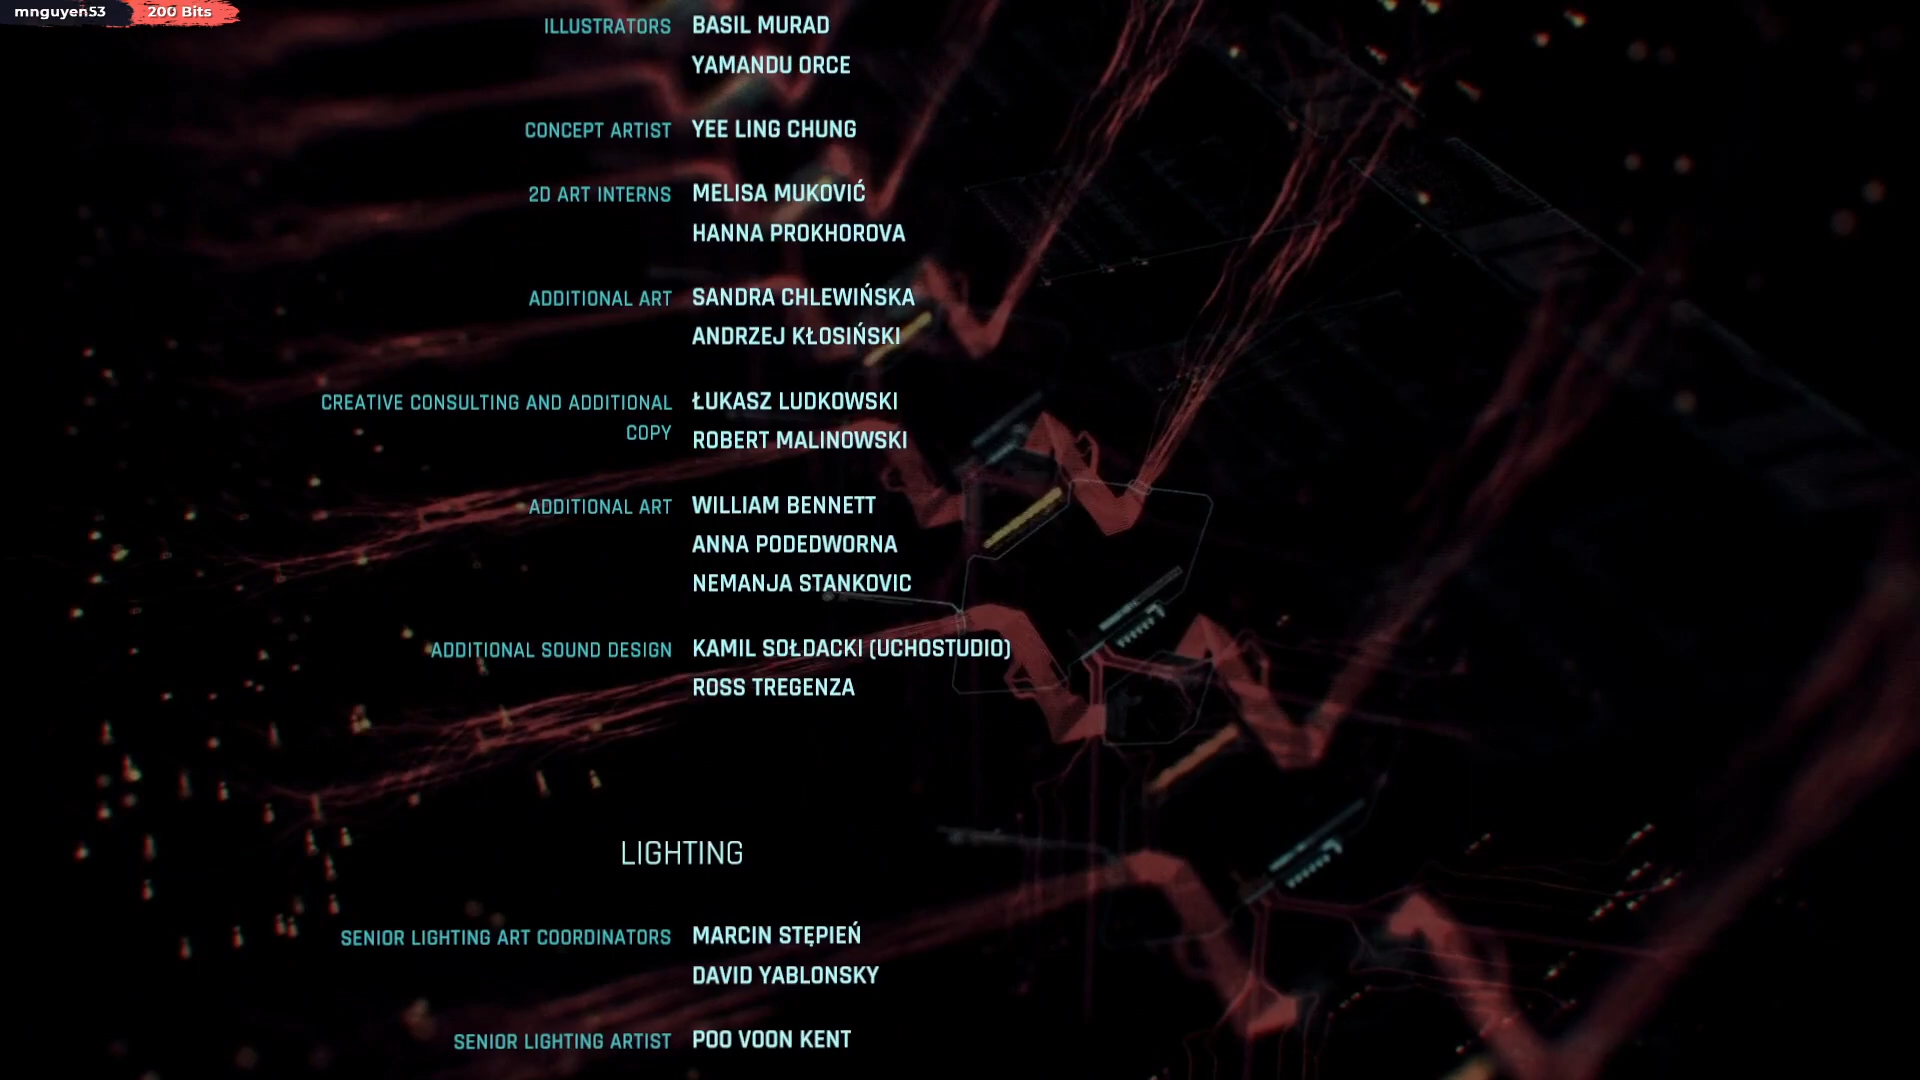 mnguyen53 200 Bits
ILLUSTRATORS BASIL MURAD
YAMANDU ORCE
CONCEPT ARTIST YEE LING CHUNG
2D ART INTERNS MELISA MUKOVIĆ
HANNA PROKHOROVA
ADDITIONAL ART SANDRA CHLEWIŃSKA
ANDRZEJ KŁOSIŃSKI
CREATIVE CONSULTING AND ADDITIONAL ŁUKASZ LUDKOWSKI
COPY ROBERT MALINOWSKI
ADDITIONAL ART WILLIAM BENNETT
ANNA PODEDWORNA
NEMANJA STANKOVIC
ADDITIONAL SOUND DESIGN KAMIL SOŁDACKI (UCHOSTUDIO)
ROSS TREGENZA
LIGHTING
SENIOR LIGHTING ART COORDINATORS MARCIN STĘPIEŃ
DAVID YABLONSKY
SENIOR LIGHTING ARTIST POO VOON KENT